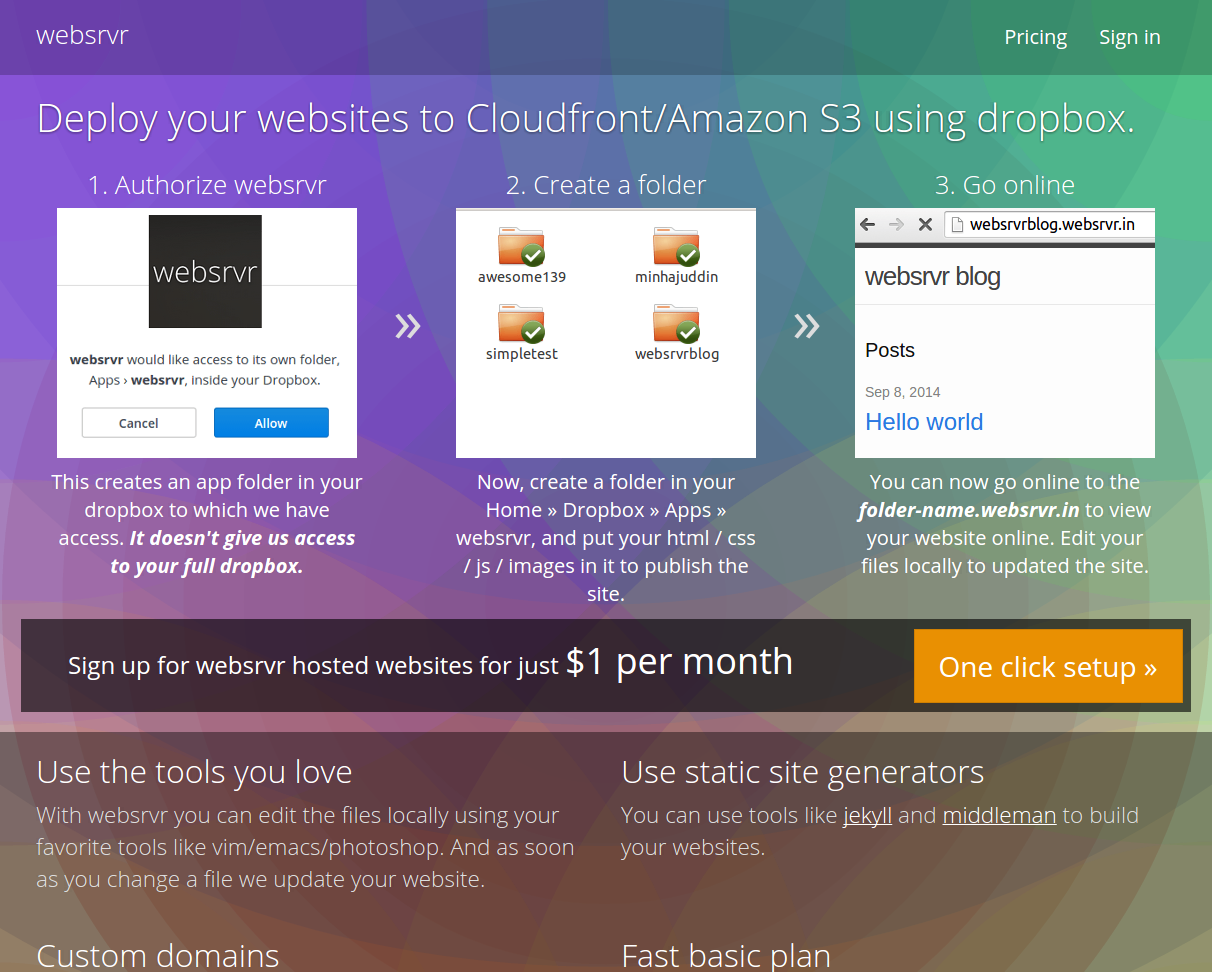 websrvr
Pricing
Sign in
Deploy your websites to Cloudfront/Amazon S3 using dropbox.
1. Authorize websrvr
websrvr
websrvr would like access to its own folder,
Apps › websrvr, inside your Dropbox.
Cancel
Allow
This creates an app folder in your
dropbox to which we have
access. It doesn't give us access
to your full dropbox.
»
2. Create a folder
awesome139
minhajuddin
simpletest
websrvrblog
Now, create a folder in your
Home » Dropbox » Apps »
websrvr, and put your html / css
/ js / images in it to publish the
site.
»
3. Go online
websrvrblog.websrvr.in
websrvr blog
Posts
Sep 8, 2014
Hello world
You can now go online to the
folder-name.websrvr.in to view
your website online. Edit your
files locally to updated the site.
Sign up for websrvr hosted websites for just $1 per month
One click setup »
Use the tools you love
With websrvr you can edit the files locally using your
favorite tools like vim/emacs/photoshop. And as soon
as you change a file we update your website.
Use static site generators
You can use tools like jekyll and middleman to build
your websites.
Custom domains
Fast basic plan